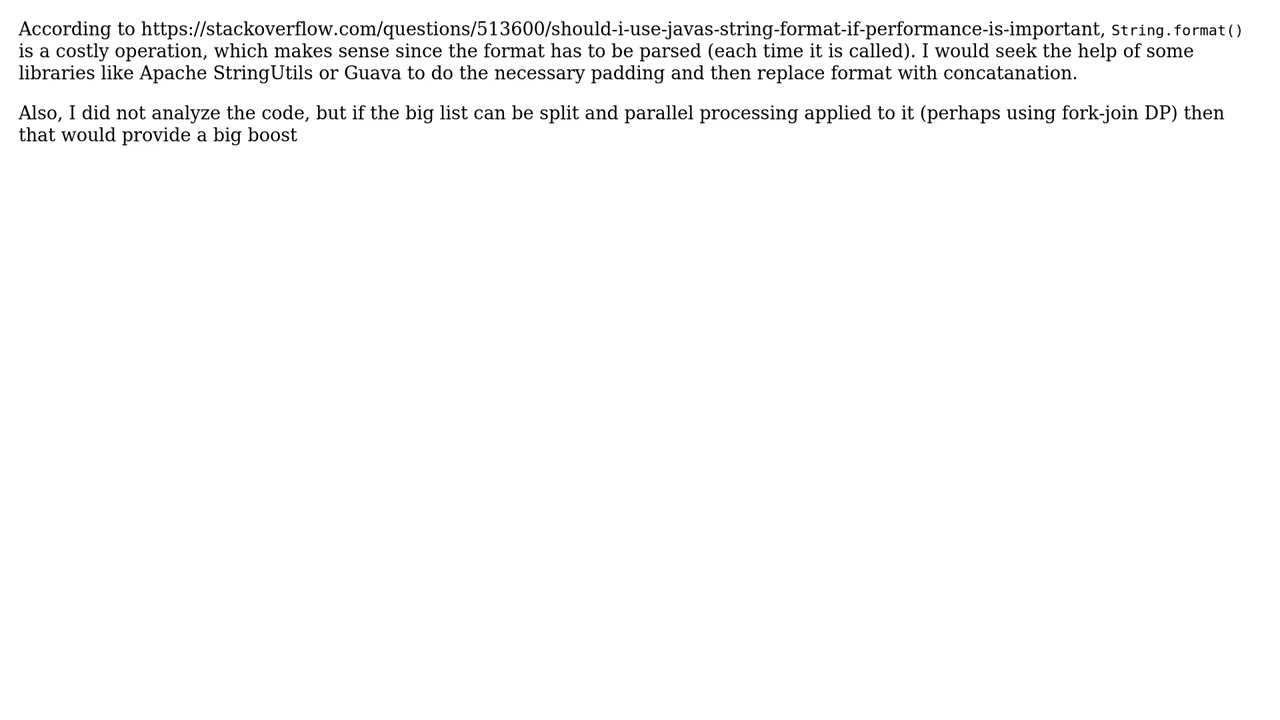 According to https://stackoverflow.com/questions/513600/should-i-use-javas-string-format-if-performance-is-important, String.format()
is a costly operation, which makes sense since the format has to be parsed (each time it is called). I would seek the help of some
libraries like Apache StringUtils or Guava to do the necessary padding and then replace format with concatanation.
Also, I did not analyze the code, but if the big list can be split and parallel processing applied to it (perhaps using fork-join DP) then
that would provide a big boost